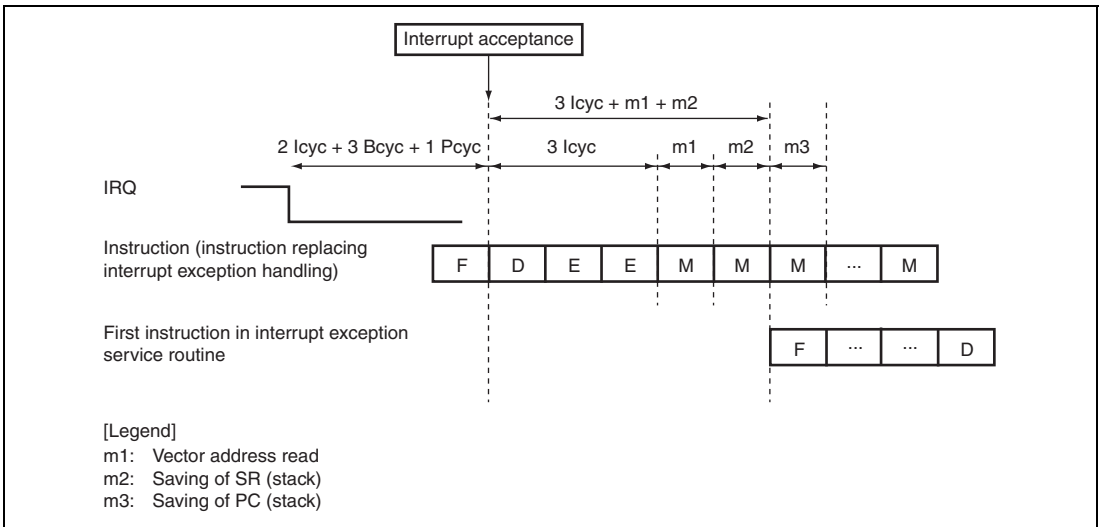 Interrupt acceptance
3 Icyc + m1 + m2
2 Icyc + 3 Bcyc + 1 Pcyc
3 Icyc
m1
m2
m3
IRQ
Instruction (instruction replacing
interrupt exception handling)
F D E E M M M ... M
First instruction in interrupt exception
service routine
F ... ... D
[Legend]
m1: Vector address read
m2: Saving of SR (stack)
m3: Saving of PC (stack)